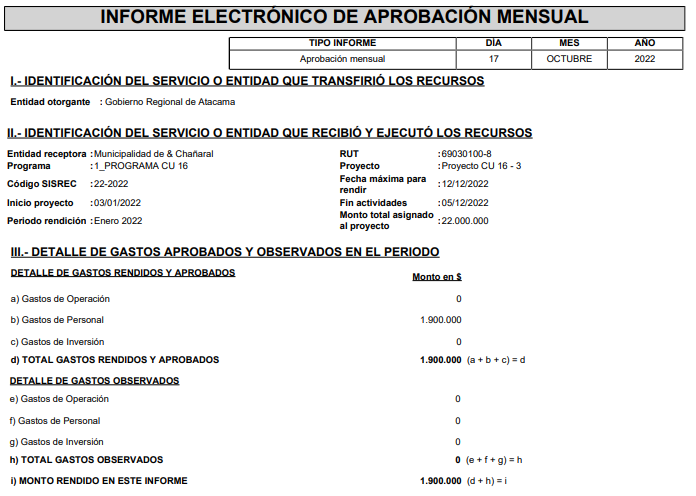 INFORME ELECTRÓNICO DE APROBACIÓN MENSUAL
TIPO INFORME DÍA MES AÑO
Aprobación mensual 17 OCTUBRE 2022
I.- IDENTIFICACIÓN DEL SERVICIO O ENTIDAD QUE TRANSFIRIÓ LOS RECURSOS
Entidad otorgante : Gobierno Regional de Atacama
II.- IDENTIFICACIÓN DEL SERVICIO O ENTIDAD QUE RECIBIÓ Y EJECUTÓ LOS RECURSOS
Entidad receptora :Municipalidad de & Chañaral RUT :69030100-8
Programa :1_PROGRAMA CU 16 Proyecto :Proyecto CU 16 - 3
Código SISREC :22-2022 Fecha máxima para rendir :12/12/2022
Inicio proyecto :03/01/2022 Fin actividades :05/12/2022
Periodo rendición :Enero 2022 Monto total asignado al proyecto :22.000.000
III.- DETALLE DE GASTOS APROBADOS Y OBSERVADOS EN EL PERIODO
DETALLE DE GASTOS RENDIDOS Y APROBADOS Monto en $
a) Gastos de Operación 0
b) Gastos de Personal 1.900.000
c) Gastos de Inversión 0
d) TOTAL GASTOS RENDIDOS Y APROBADOS 1.900.000 (a + b + c) = d
DETALLE DE GASTOS OBSERVADOS
e) Gastos de Operación 0
f) Gastos de Personal 0
g) Gastos de Inversión 0
h) TOTAL GASTOS OBSERVADOS 0 (e + f + g) = h
i) MONTO RENDIDO EN ESTE INFORME 1.900.000 (d + h) = i